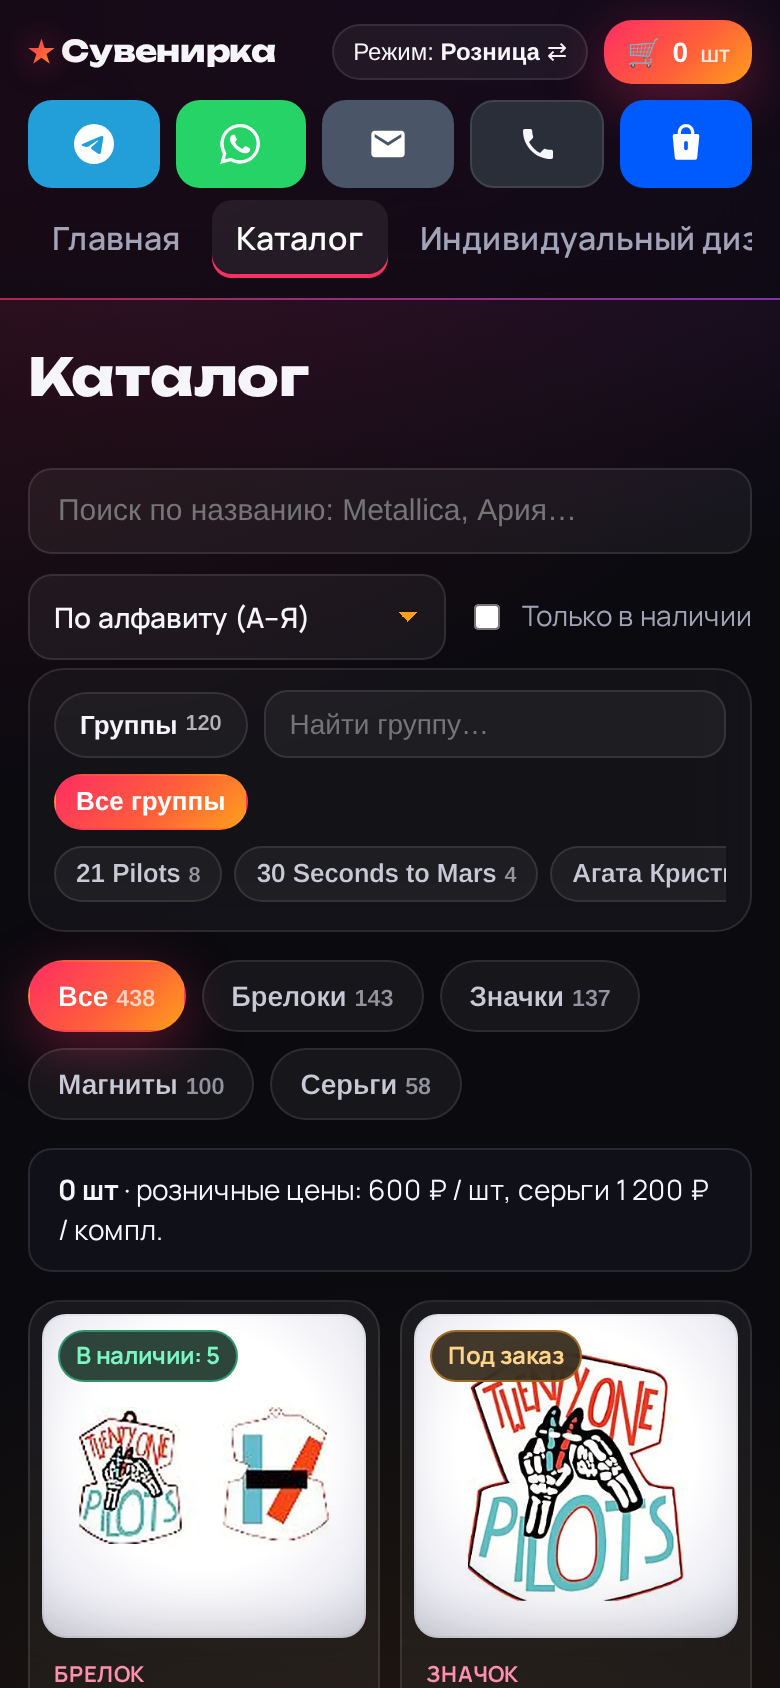 ★ Сувенирка
Режим: Розница ⇄
0 шт
Главная
Каталог
Индивидуальный диз
Каталог
Поиск по названию: Metallica, Ария…
По алфавиту (А–Я)
Только в наличии
Группы 120
Найти группу…
Все группы
21 Pilots 8
30 Seconds to Mars 4
Агата Кристи
Все 438
Брелоки 143
Значки 137
Магниты 100
Серьги 58
0 шт · розничные цены: 600 ₽ / шт, серьги 1 200 ₽
/ компл.
В наличии: 5
TWENTY ONE
PILOTS
Под заказ
TWENTY ONE
PILOTS
БРЕЛОК
ЗНАЧОК